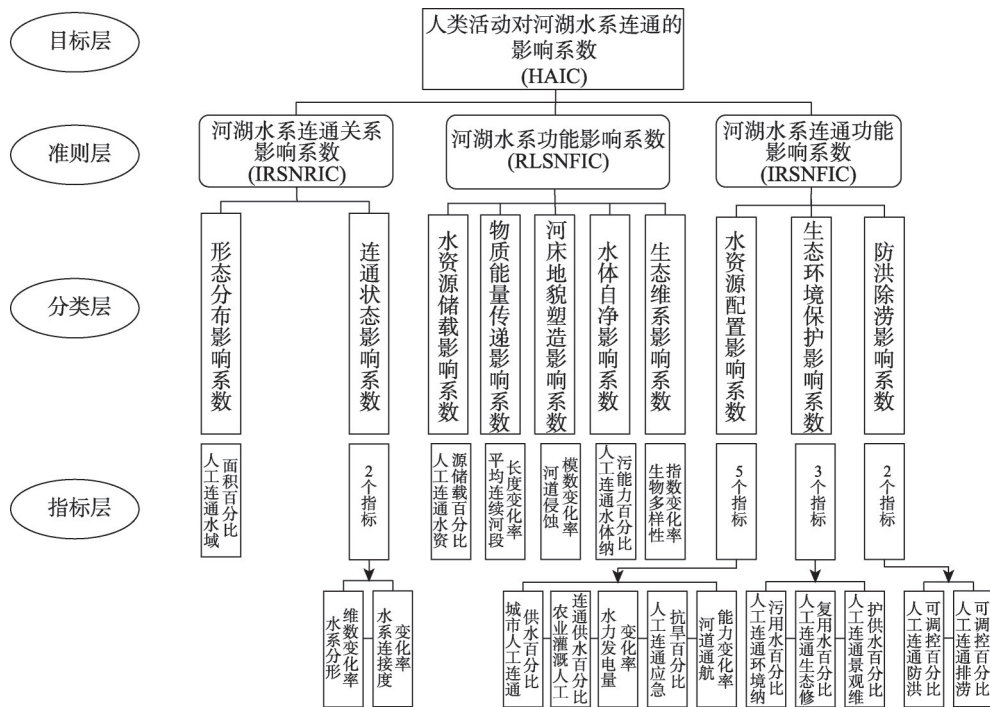 目标层
人类活动对河湖水系连通的
影响系数
(HAIC)
准则层
河湖水系连通关系
影响系数
(IRSNRIC)
河湖水系功能影响系数
(RLSNFIC)
河湖水系连通功能
影响系数
(IRSNFIC)
分类层
形态分布影响系数
连通状态影响系数
水资源储载影响系数
物质能量传递影响系数
河床地貌塑造影响系数
水体自净影响系数
生态维系影响系数
水资源配置影响系数
生态环境保护影响系数
防洪除涝影响系数
指标层
人工连通水域
面积百分比
2个指标
人工连通水资
源储载百分比
平均连续河段
长度变化率
河道侵蚀
模数变化率
人工连通水体纳
污能力百分比
生物多样性
指数变化率
5个指标
3个指标
2个指标
水系分形
维数变化率
水系连接度
变化率
城市人工连通
供水百分比
农业灌溉人工
连通供水百分比
水力发电量
变化率
人工连通应急
抗旱百分比
河道通航
能力变化率
人工连通环境纳
污用水百分比
人工连通生态修
复用水百分比
人工连通景观维
护供水百分比
人工连通防洪
可调控百分比
人工连通排涝
可调控百分比